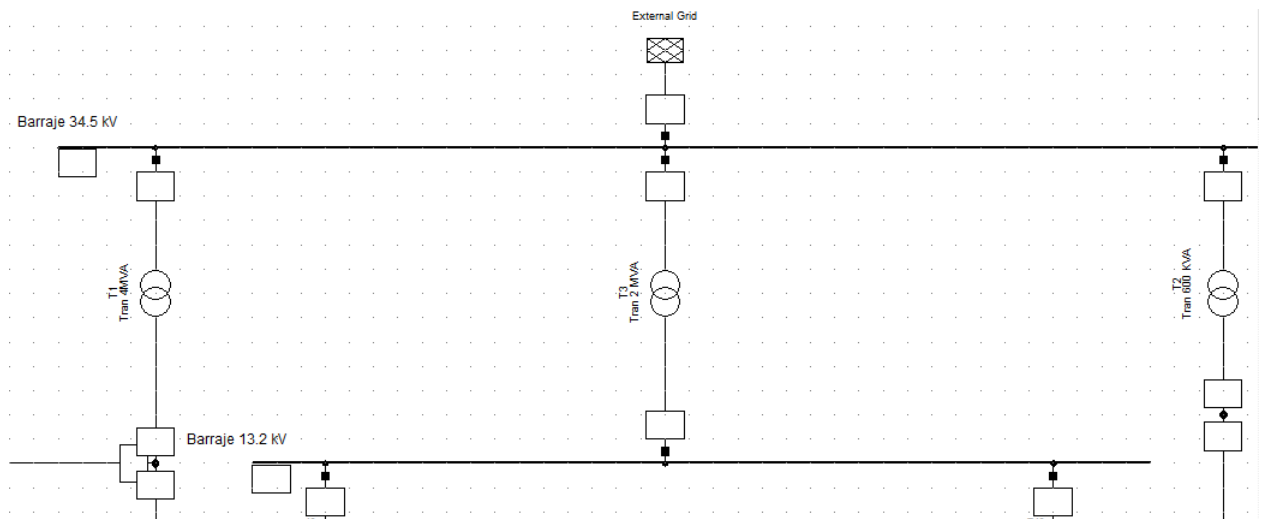 External Grid
Barraje 34.5 kV
T1
Tran 4MVA
T3
Tran 2 MVA
T2
Tran 600 KVA
Barraje 13.2 kV